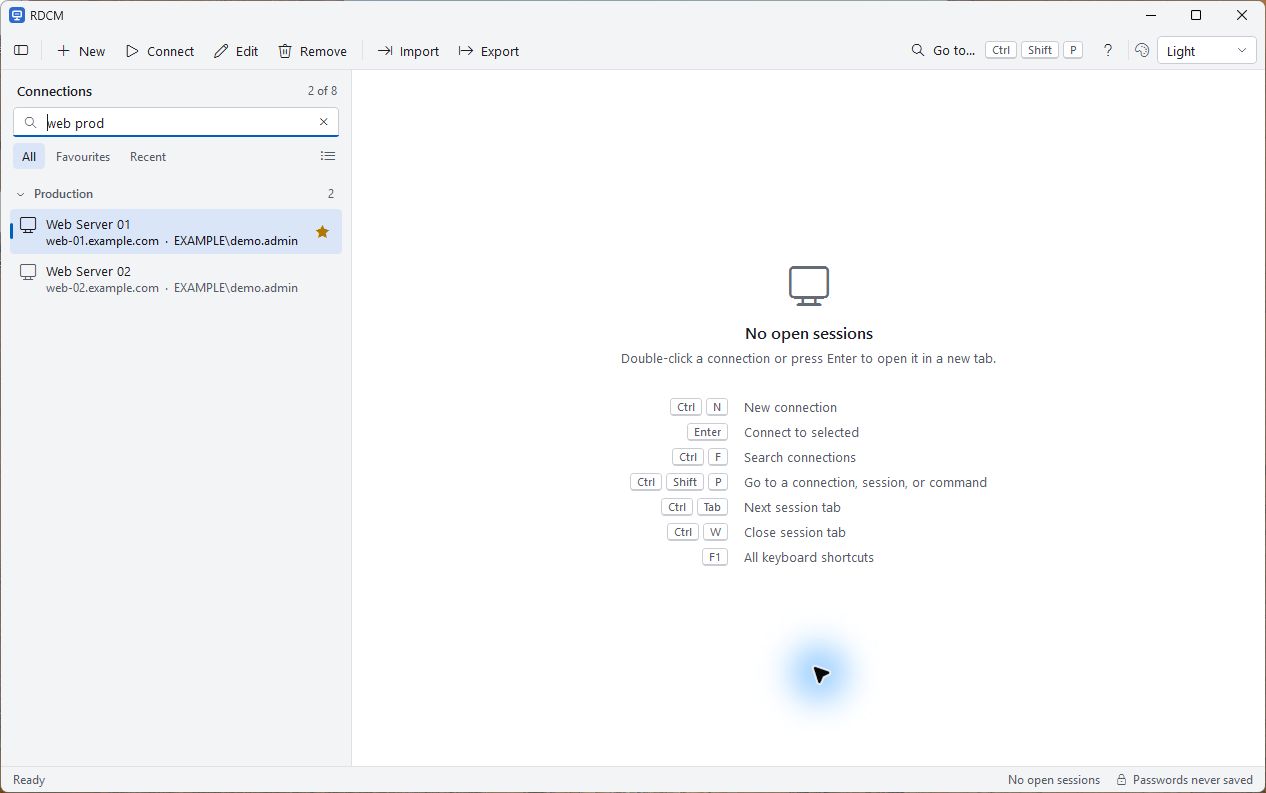 RDCM
New Connect Edit Remove Import Export Go to... Ctrl Shift P ? Light
Connections 2 of 8
web prod
All Favourites Recent
Production 2
Web Server 01
web-01.example.com · EXAMPLE\demo.admin
Web Server 02
web-02.example.com · EXAMPLE\demo.admin
No open sessions
Double-click a connection or press Enter to open it in a new tab.
Ctrl N New connection
Enter Connect to selected
Ctrl F Search connections
Ctrl Shift P Go to a connection, session, or command
Ctrl Tab Next session tab
Ctrl W Close session tab
F1 All keyboard shortcuts
Ready No open sessions Passwords never saved